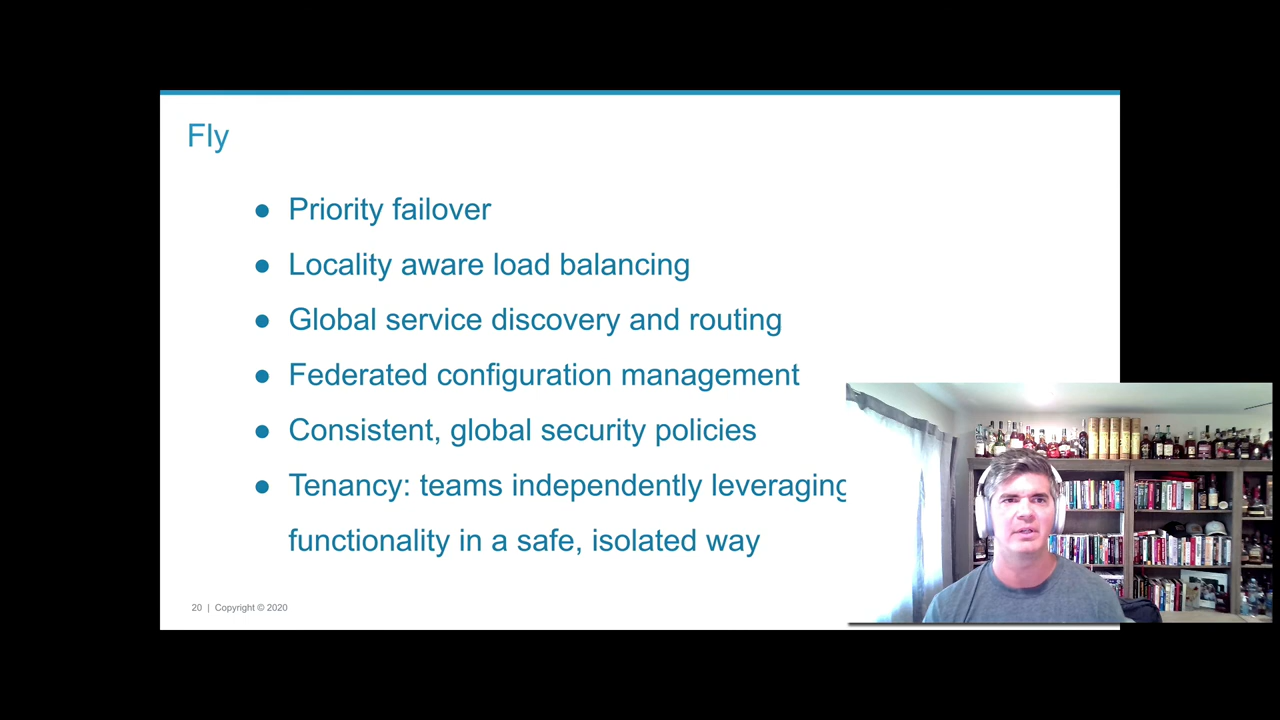 Fly
● Priority failover
● Locality aware load balancing
● Global service discovery and routing
● Federated configuration management
● Consistent, global security policies
● Tenancy: teams independently leveraging
functionality in a safe, isolated way
20 | Copyright © 2020